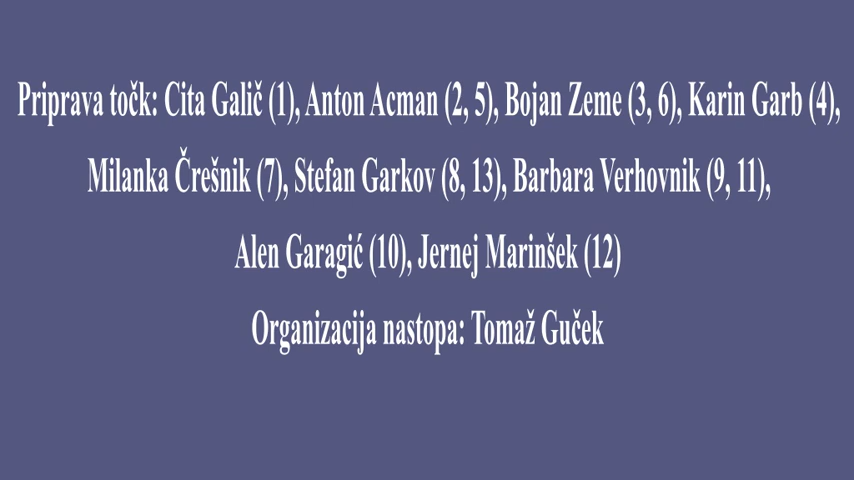 Priprava točk: Cita Galič (1), Anton Acman (2, 5), Bojan Zeme (3, 6), Karin Garb (4),
Milanka Črešnik (7), Stefan Garkov (8, 13), Barbara Verhovnik (9, 11),
Alen Garagić (10), Jernej Marinšek (12)
Organizacija nastopa: Tomaž Guček